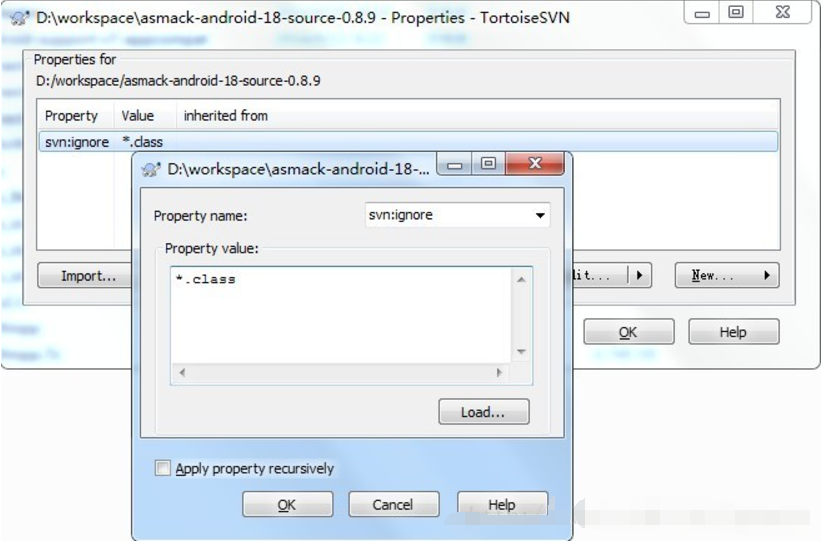 D:\workspace\asmack-android-18-source-0.8.9 - Properties - TortoiseSVN
Properties for
D:/workspace/asmack-android-18-source-0.8.9
Property Value inherited from
svn:ignore *.class
D:\workspace\asmack-android-18-...
Property name: svn:ignore
Property value:
*.class
Import... dit... New...
OK Help
Load...
Apply property recursively
OK Cancel Help